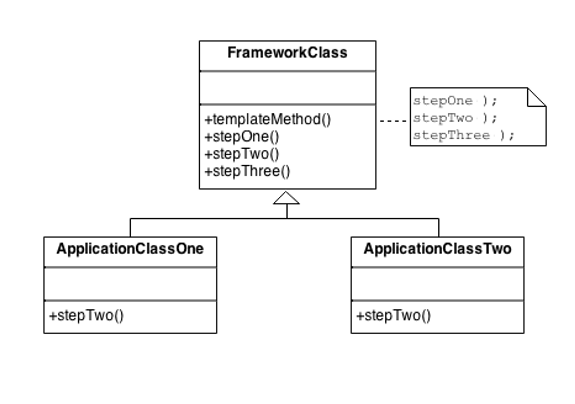 FrameworkClass
+templateMethod()
+stepOne()
+stepTwo()
+stepThree()
stepOne );
stepTwo );
stepThree );
ApplicationClassOne
+stepTwo()
ApplicationClassTwo
+stepTwo()